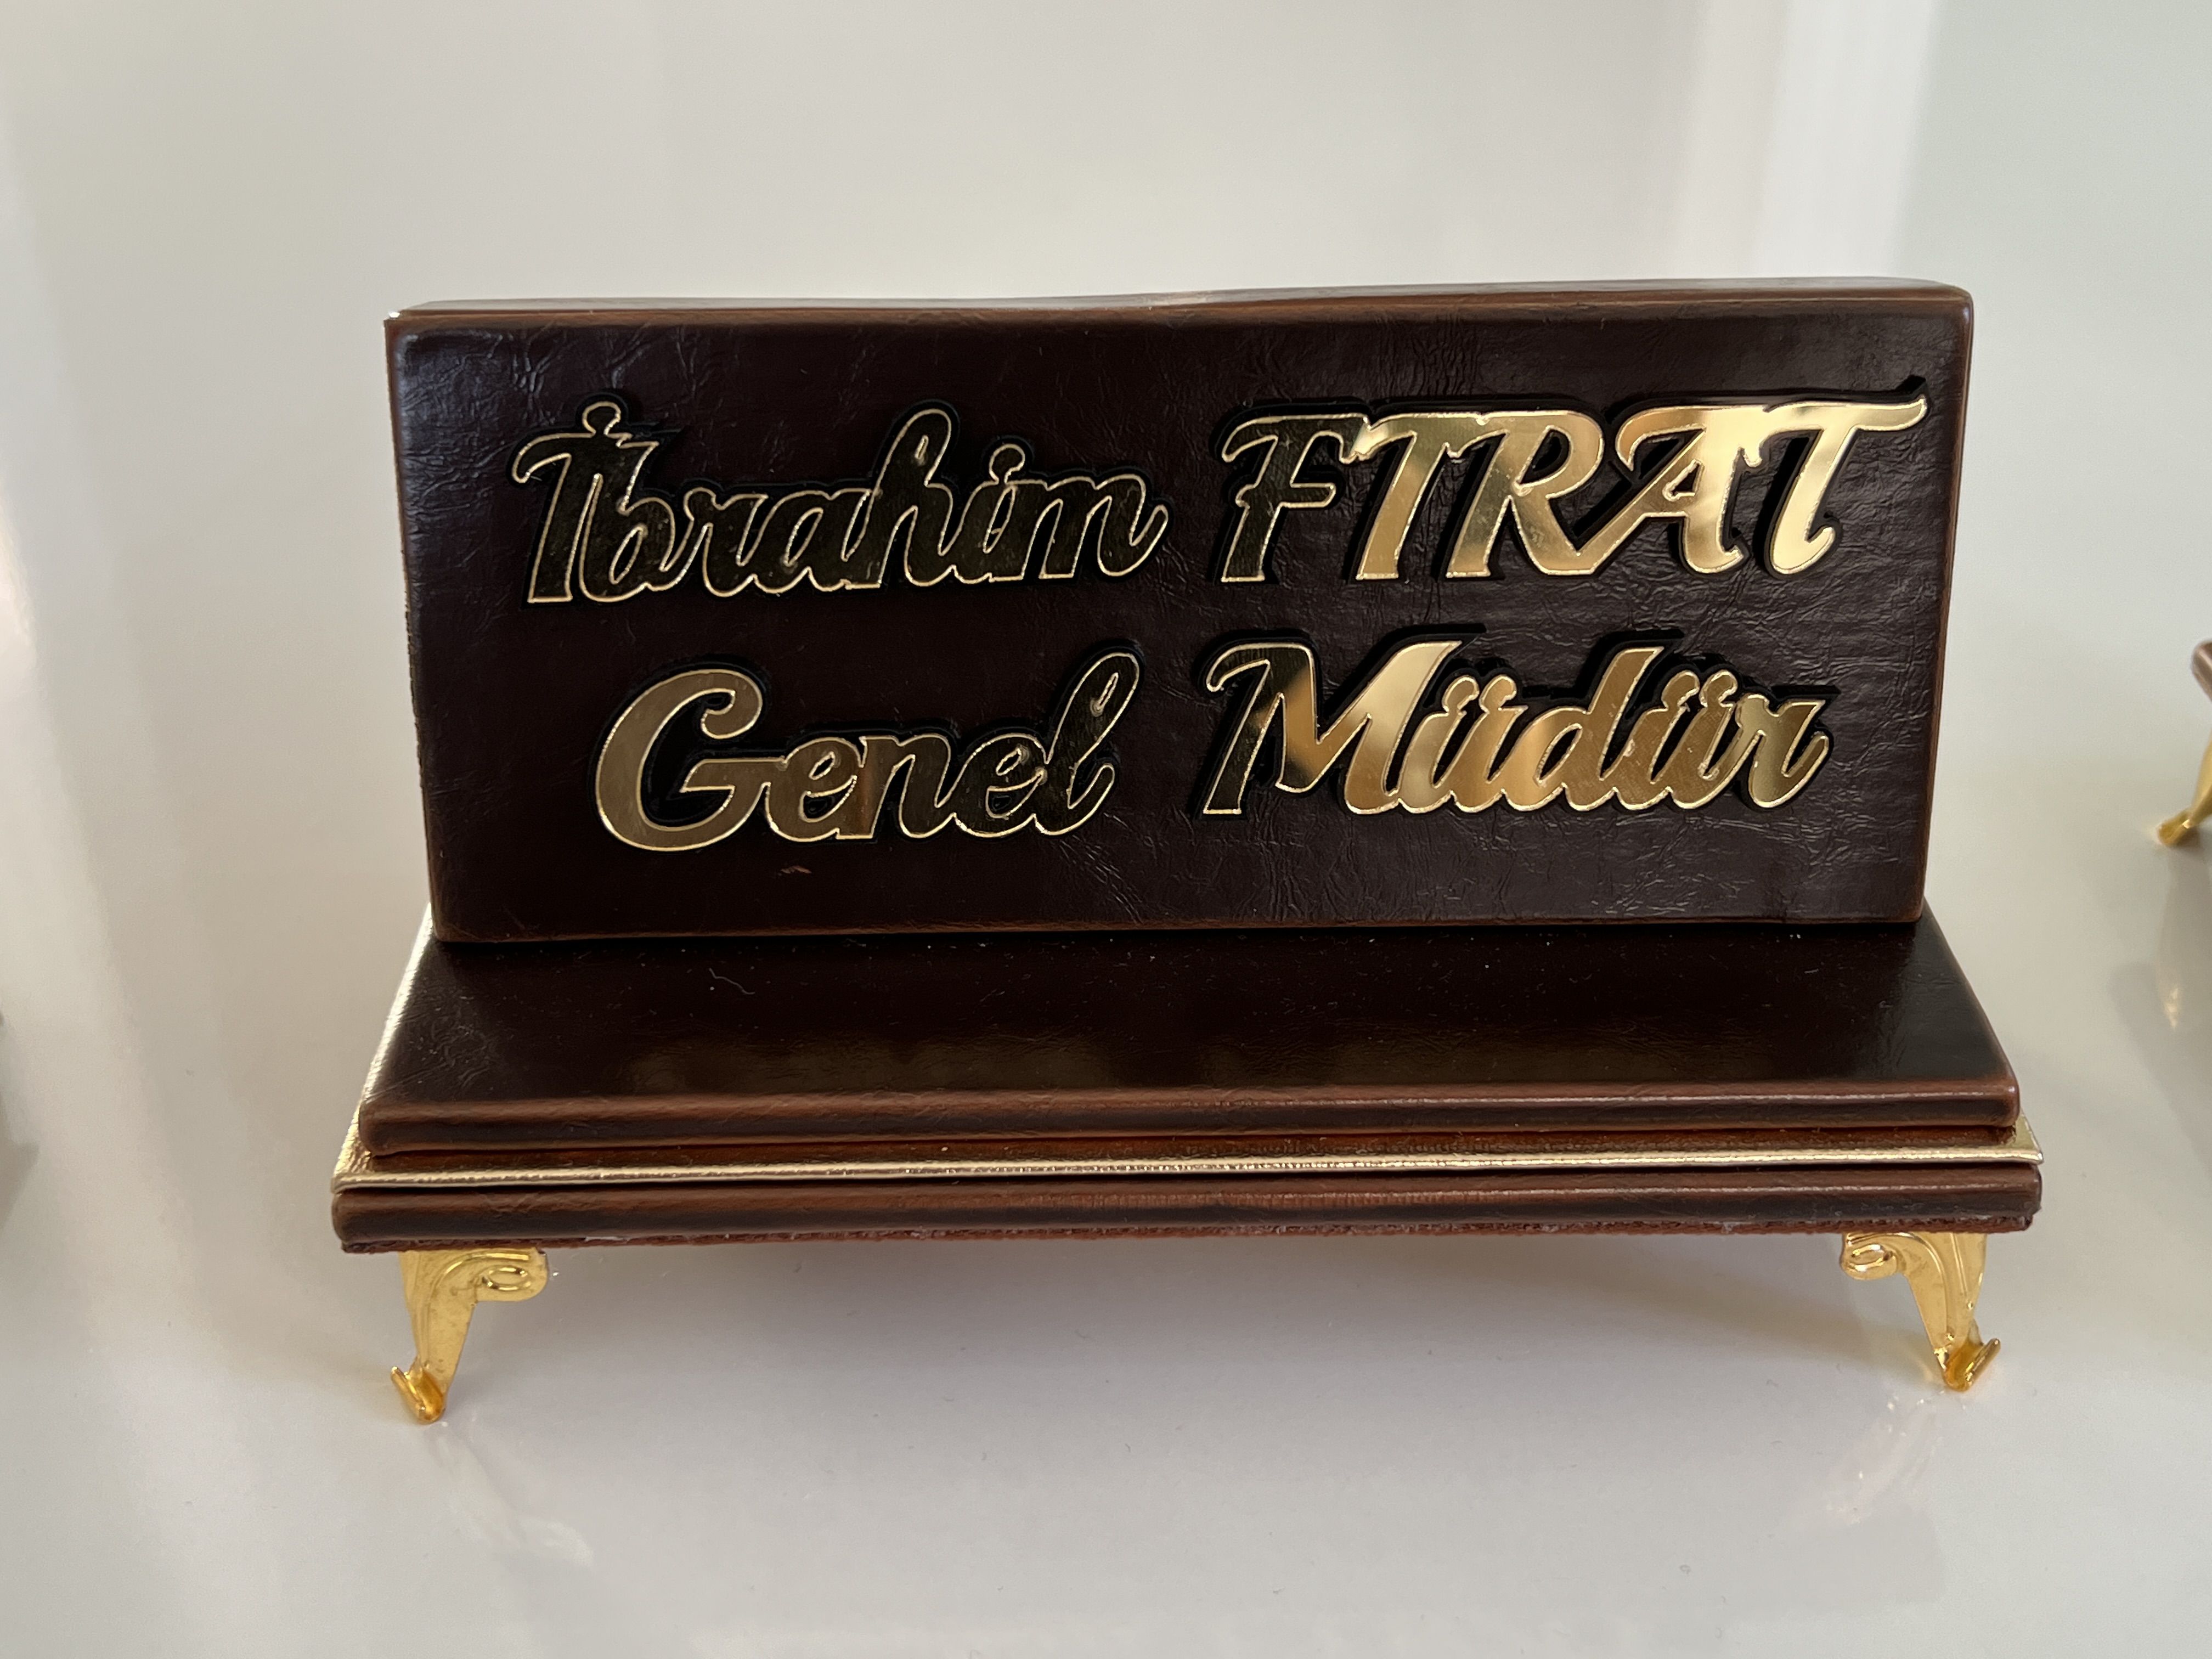 İbrahim FIRAT
Genel Müdür